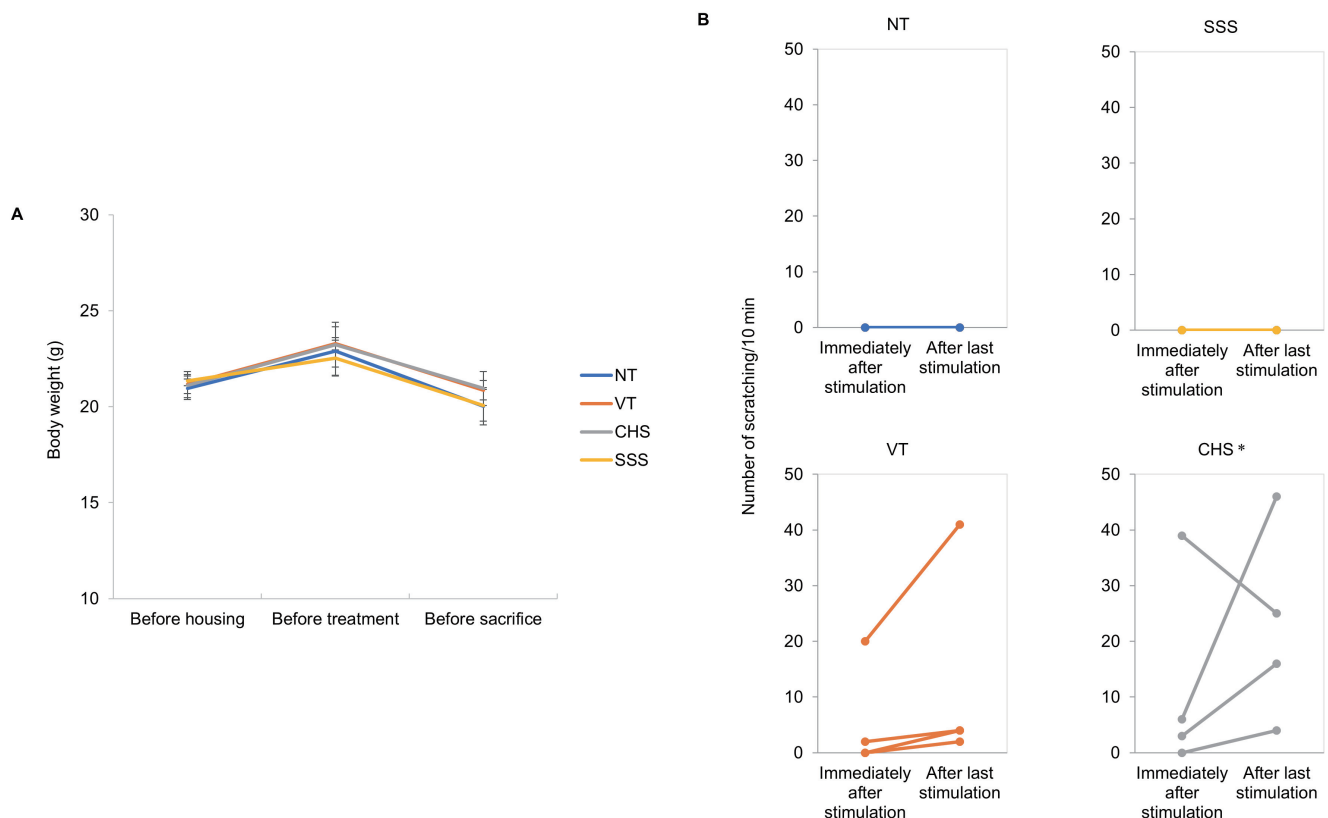 A
30
25
20
15
10
Body weight (g)
Before housing
Before treatment
Before sacrifice
NT
VT
CHS
SSS
B
Number of scratching/10 min
NT
50
40
30
20
10
0
Immediately
after
stimulation
After last
stimulation
SSS
50
40
30
20
10
0
Immediately
after
stimulation
After last
stimulation
VT
50
40
30
20
10
0
Immediately
after
stimulation
After last
stimulation
CHS *
50
40
30
20
10
0
Immediately
after
stimulation
After last
stimulation